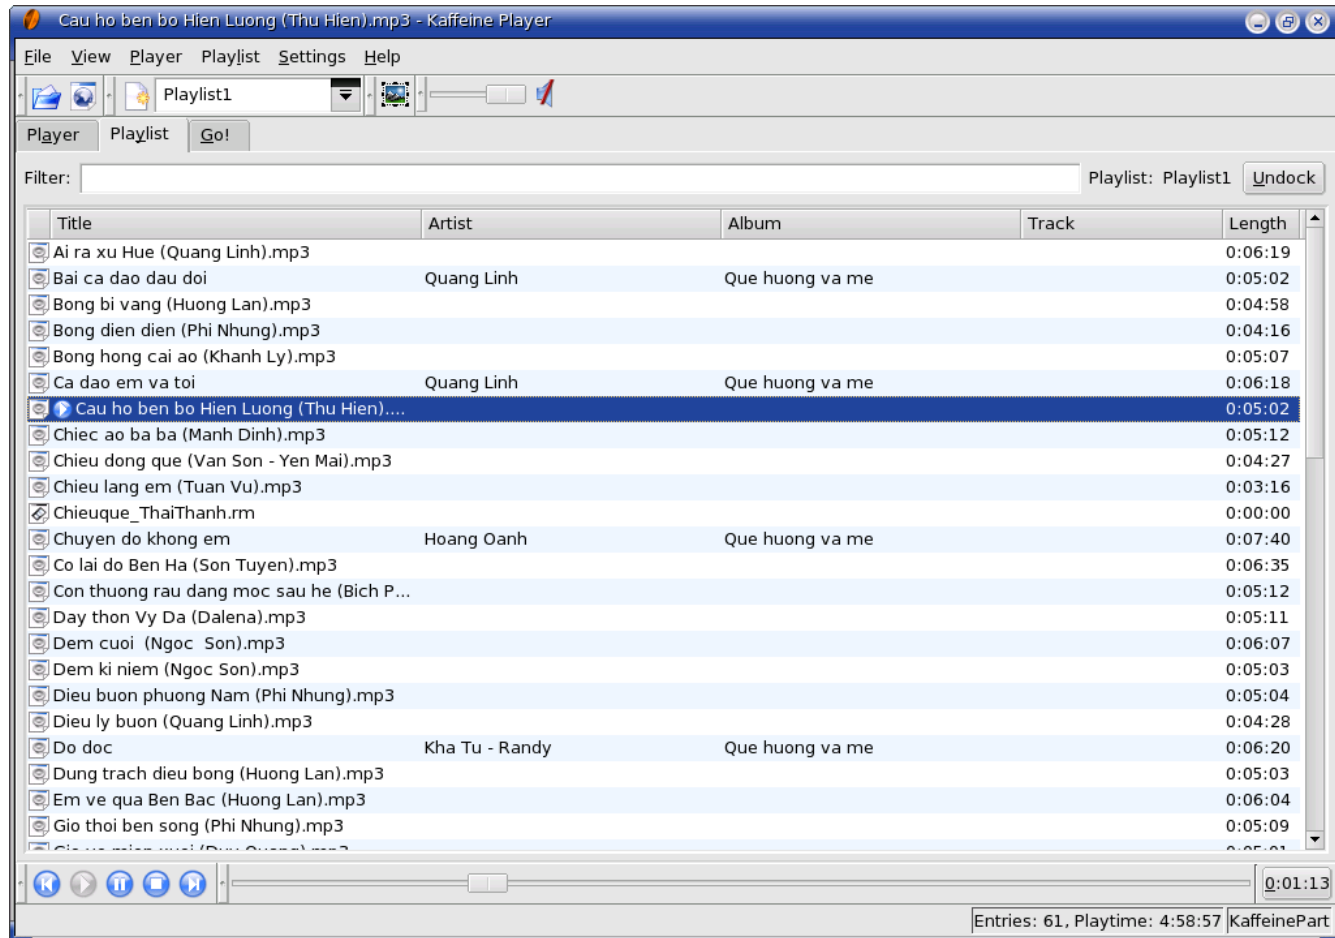 Cau ho ben bo Hien Luong (Thu Hien).mp3 - Kaffeine Player
File View Player Playlist Settings Help
Playlist1
Player Playlist Go!
Filter: Playlist: Playlist1 Undock
Title Artist Album Track Length
Ai ra xu Hue (Quang Linh).mp3 0:06:19
Bai ca dao dau doi Quang Linh Que huong va me 0:05:02
Bong bi vang (Huong Lan).mp3 0:04:58
Bong dien dien (Phi Nhung).mp3 0:04:16
Bong hong cai ao (Khanh Ly).mp3 0:05:07
Ca dao em va toi Quang Linh Que huong va me 0:06:18
Cau ho ben bo Hien Luong (Thu Hien).... 0:05:02
Chiec ao ba ba (Manh Dinh).mp3 0:05:12
Chieu dong que (Van Son - Yen Mai).mp3 0:04:27
Chieu lang em (Tuan Vu).mp3 0:03:16
Chieuque_ThaiThanh.rm 0:00:00
Chuyen do khong em Hoang Oanh Que huong va me 0:07:40
Co lai do Ben Ha (Son Tuyen).mp3 0:06:35
Con thuong rau dang moc sau he (Bich P... 0:05:12
Day thon Vy Da (Dalena).mp3 0:05:11
Dem cuoi (Ngoc Son).mp3 0:06:07
Dem ki niem (Ngoc Son).mp3 0:05:03
Dieu buon phuong Nam (Phi Nhung).mp3 0:05:04
Dieu ly buon (Quang Linh).mp3 0:04:28
Do doc Kha Tu - Randy Que huong va me 0:06:20
Dung trach dieu bong (Huong Lan).mp3 0:05:03
Em ve qua Ben Bac (Huong Lan).mp3 0:06:04
Gio thoi ben song (Phi Nhung).mp3 0:05:09
0:01:13
Entries: 61, Playtime: 4:58:57 KaffeinePart